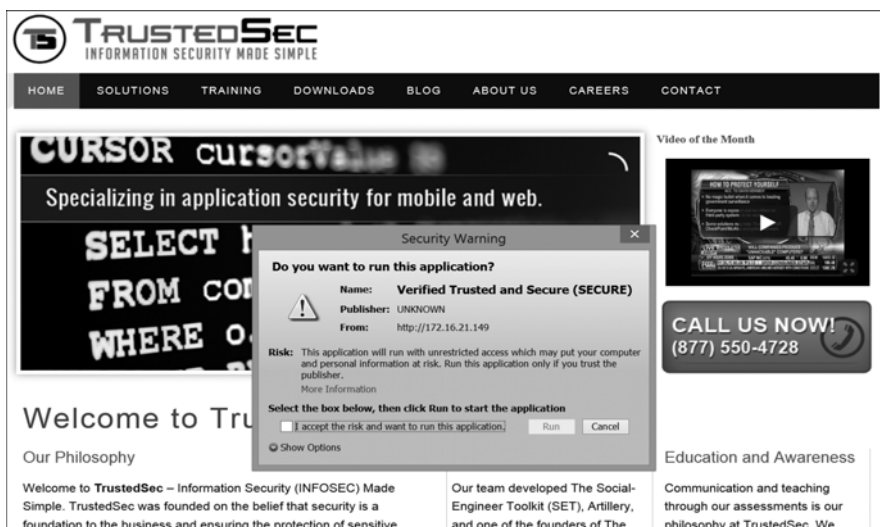 TS TRUSTEDSEC
INFORMATION SECURITY MADE SIMPLE
HOME SOLUTIONS TRAINING DOWNLOADS BLOG ABOUT US CAREERS CONTACT
CURSOR cursorValue
Specializing in application security for mobile and web.
SELECT
FROM
WHERE
Video of the Month
HOW TO PROTECT YOURSELF
CALL US NOW!
(877) 550-4728
Security Warning
Do you want to run this application?
Name: Verified Trusted and Secure (SECURE)
Publisher: UNKNOWN
From: http://172.16.21.149
Risk: This application will run with unrestricted access which may put your computer
and personal information at risk. Run this application only if you trust the
publisher.
More Information
Select the box below, then click Run to start the application
I accept the risk and want to run this application.
Run Cancel
Show Options
Welcome to Tru
Our Philosophy
Welcome to TrustedSec – Information Security (INFOSEC) Made
Simple. TrustedSec was founded on the belief that security is a
foundation to the business and ensuring the protection of sensitive
Our team developed The Social-
Engineer Toolkit (SET), Artillery,
and one of the founders of The
Education and Awareness
Communication and teaching
through our assessments is our
philosophy at TrustedSec. We